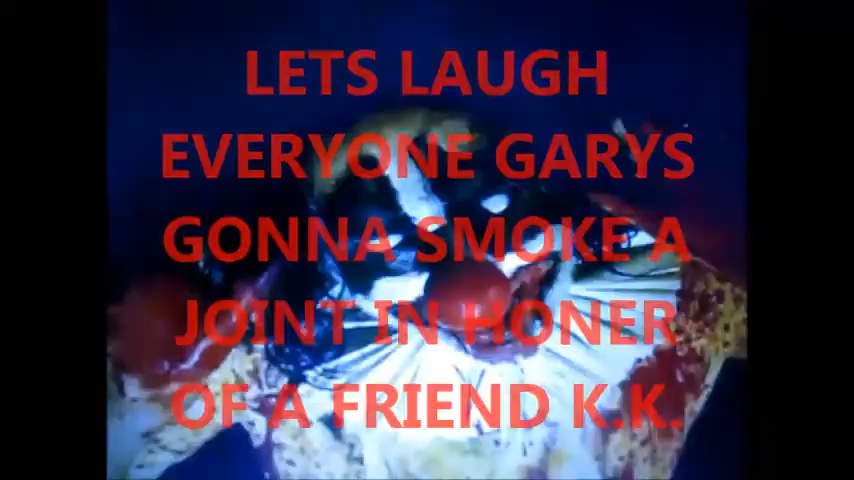 LETS LAUGH
EVERYONE GARYS
GONNA SMOKE A
JOINT IN HONER
OF A FRIEND K.K.